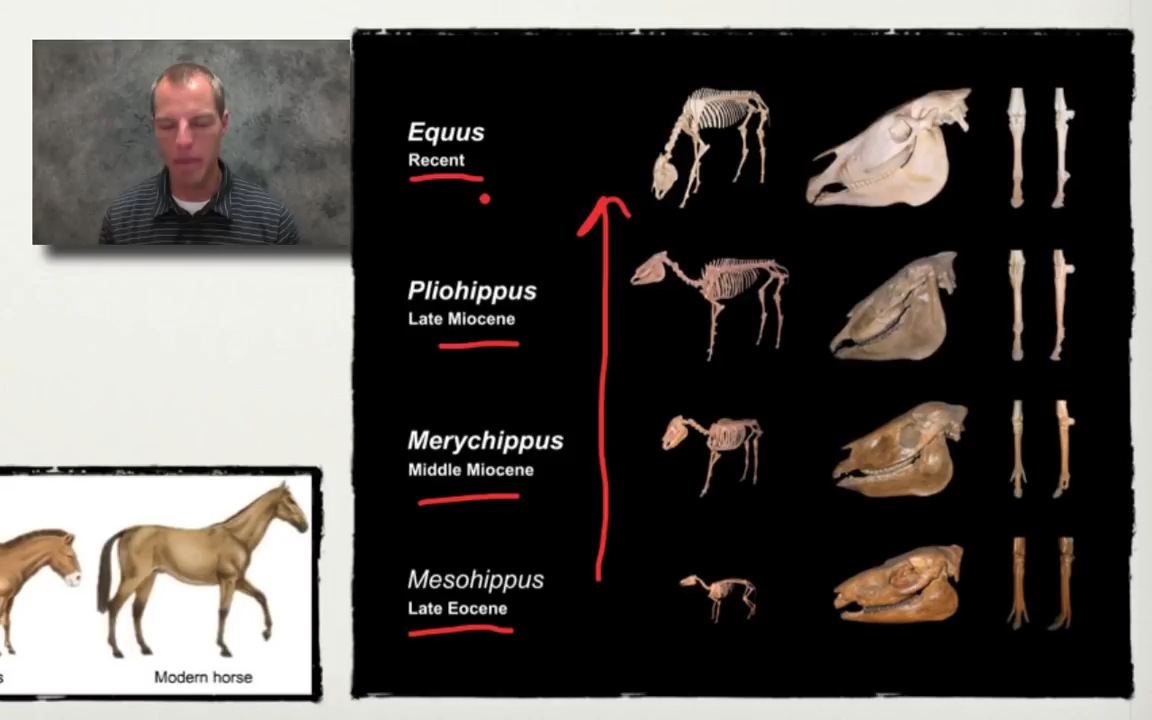 Equus
Recent
Pliohippus
Late Miocene
Merychippus
Middle Miocene
Mesohippus
Late Eocene
s
Modern horse